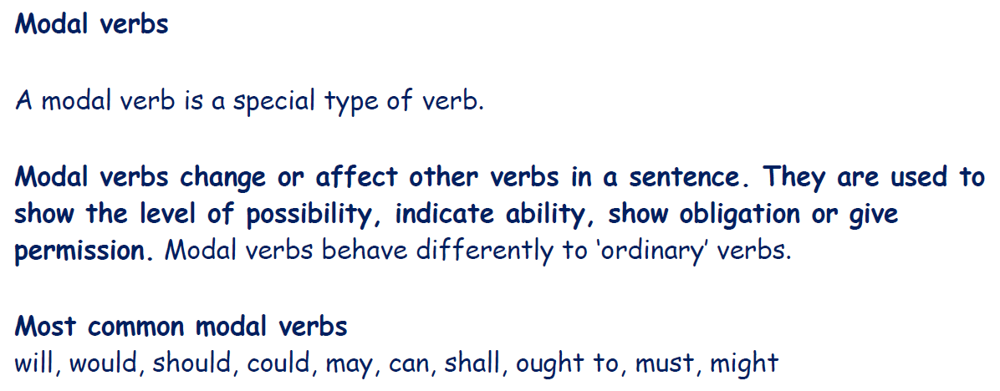 Modal verbs
A modal verb is a special type of verb.
Modal verbs change or affect other verbs in a sentence. They are used to
show the level of possibility, indicate ability, show obligation or give
permission. Modal verbs behave differently to ‘ordinary’ verbs.
Most common modal verbs
will, would, should, could, may, can, shall, ought to, must, might